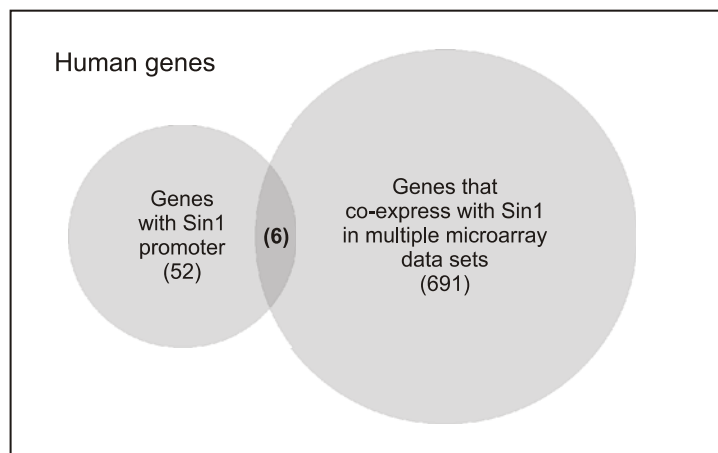 Human genes
Genes
with Sin1
promoter
(52)
(6)
Genes that
co-express with Sin1
in multiple microarray
data sets
(691)